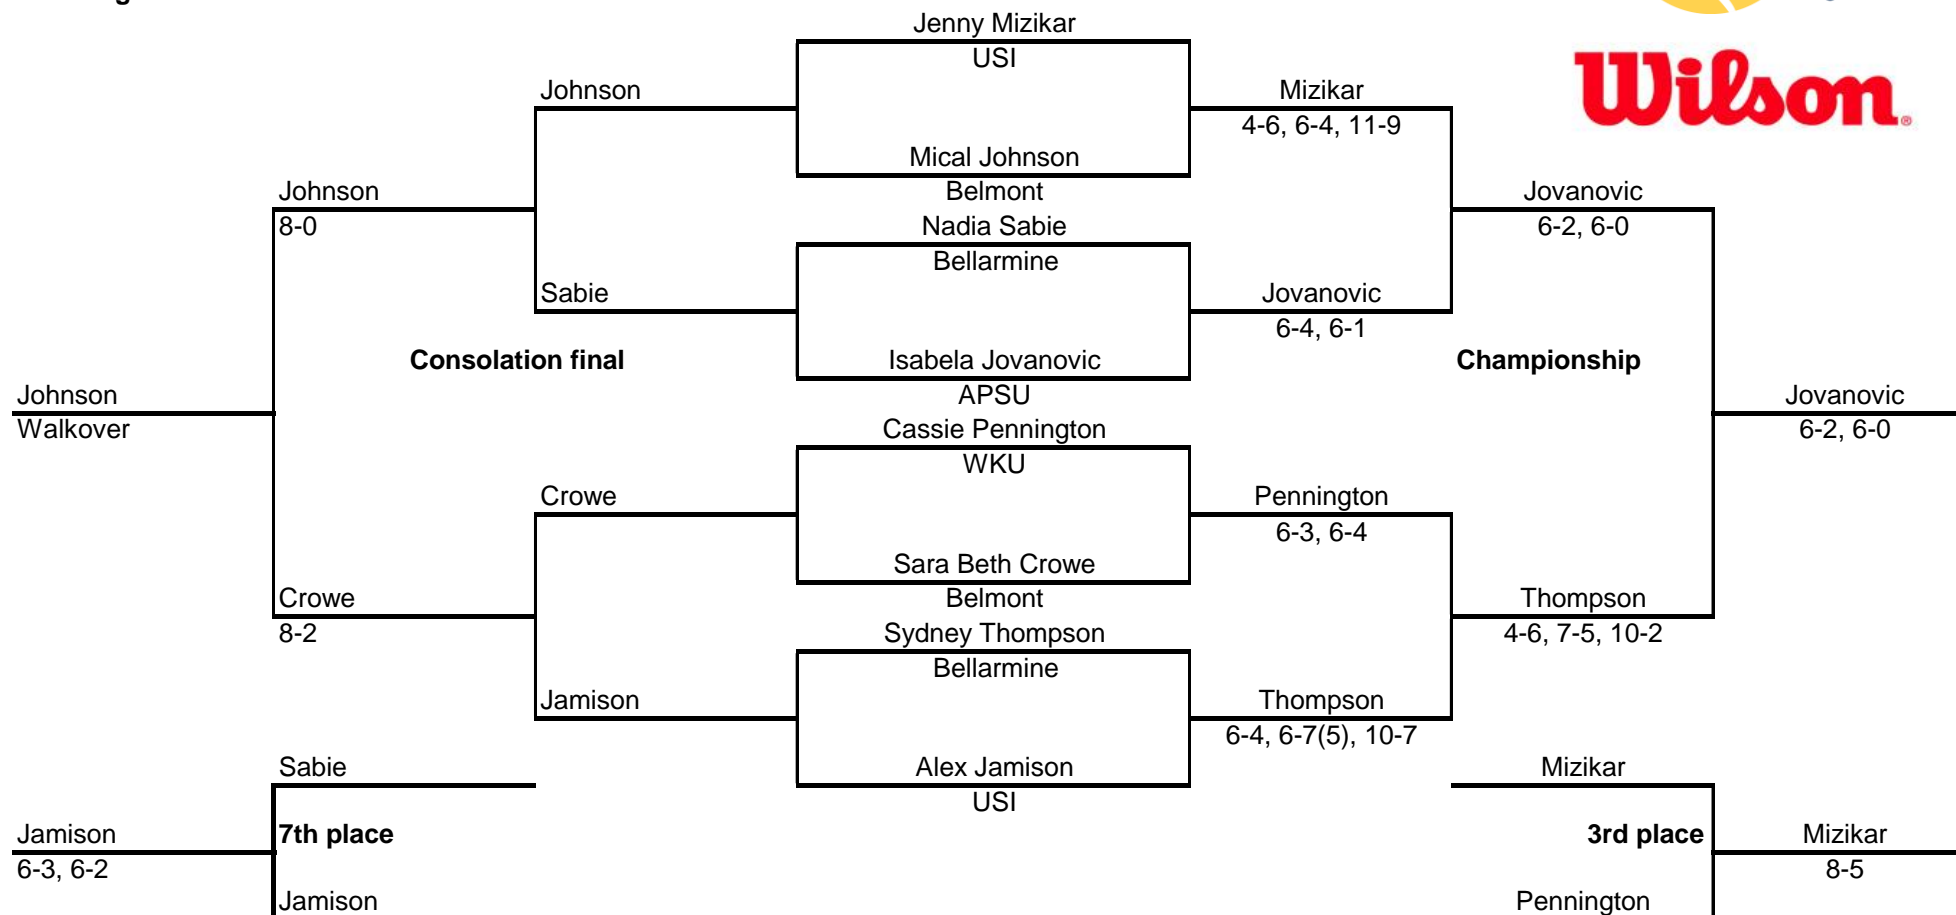 Jenny Mizikar
USI
Johnson
Mizikar
4-6, 6-4, 11-9
Wilson®
Mical Johnson
Johnson
Belmont
Jovanovic
8-0
Nadia Sabie
6-2, 6-0
Bellarmine
Sabie
Jovanovic
6-4, 6-1
Consolation final
Isabela Jovanovic
Championship
Johnson
APSU
Jovanovic
Walkover
Cassie Pennington
6-2, 6-0
WKU
Crowe
Pennington
6-3, 6-4
Sara Beth Crowe
Crowe
Belmont
Thompson
8-2
Sydney Thompson
4-6, 7-5, 10-2
Bellarmine
Jamison
Thompson
6-4, 6-7(5), 10-7
Sabie
Alex Jamison
Mizikar
USI
Jamison
7th place
3rd place
Mizikar
6-3, 6-2
8-5
Jamison
Pennington